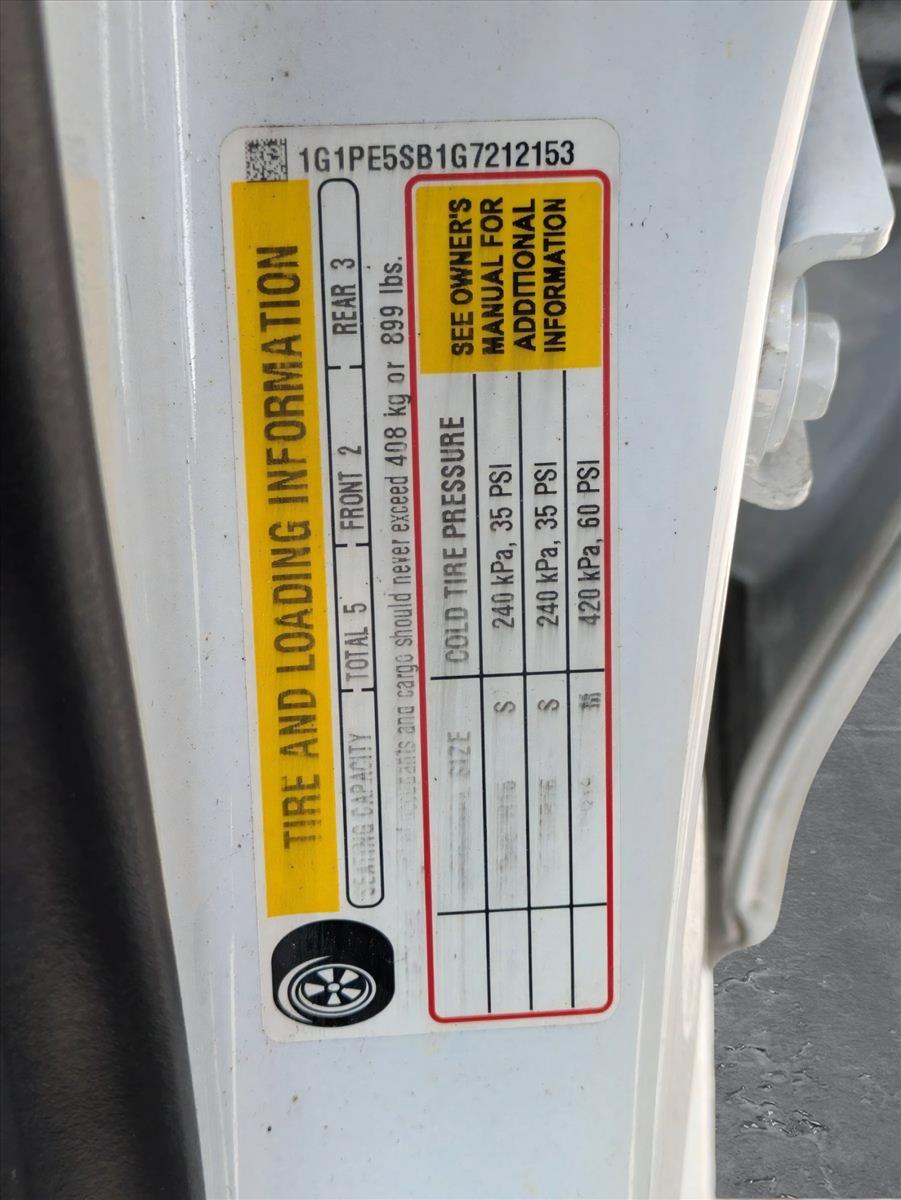 1G1PE5SB1G7212153
TIRE AND LOADING INFORMATION
SEATING CAPACITY TOTAL 5 FRONT 2 REAR 3
and cargo should never exceed 408 kg or 899 lbs.
SIZE COLD TIRE PRESSURE
S 240 kPa, 35 PSI
S 240 kPa, 35 PSI
M 420 kPa, 60 PSI
SEE OWNER'S
MANUAL FOR
ADDITIONAL
INFORMATION